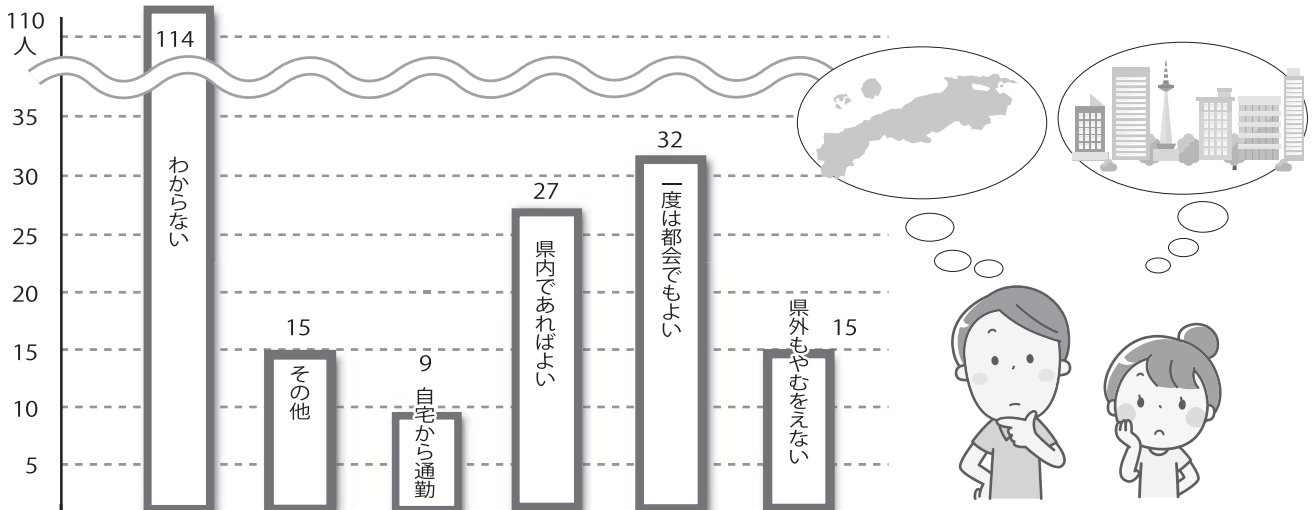 110
人
35
30
25
20
15
10
5
114
わからない
15
その他
9
自宅から通勤
27
県内であればよい
32
一度は都会でもよい
15
県外もやむをえない